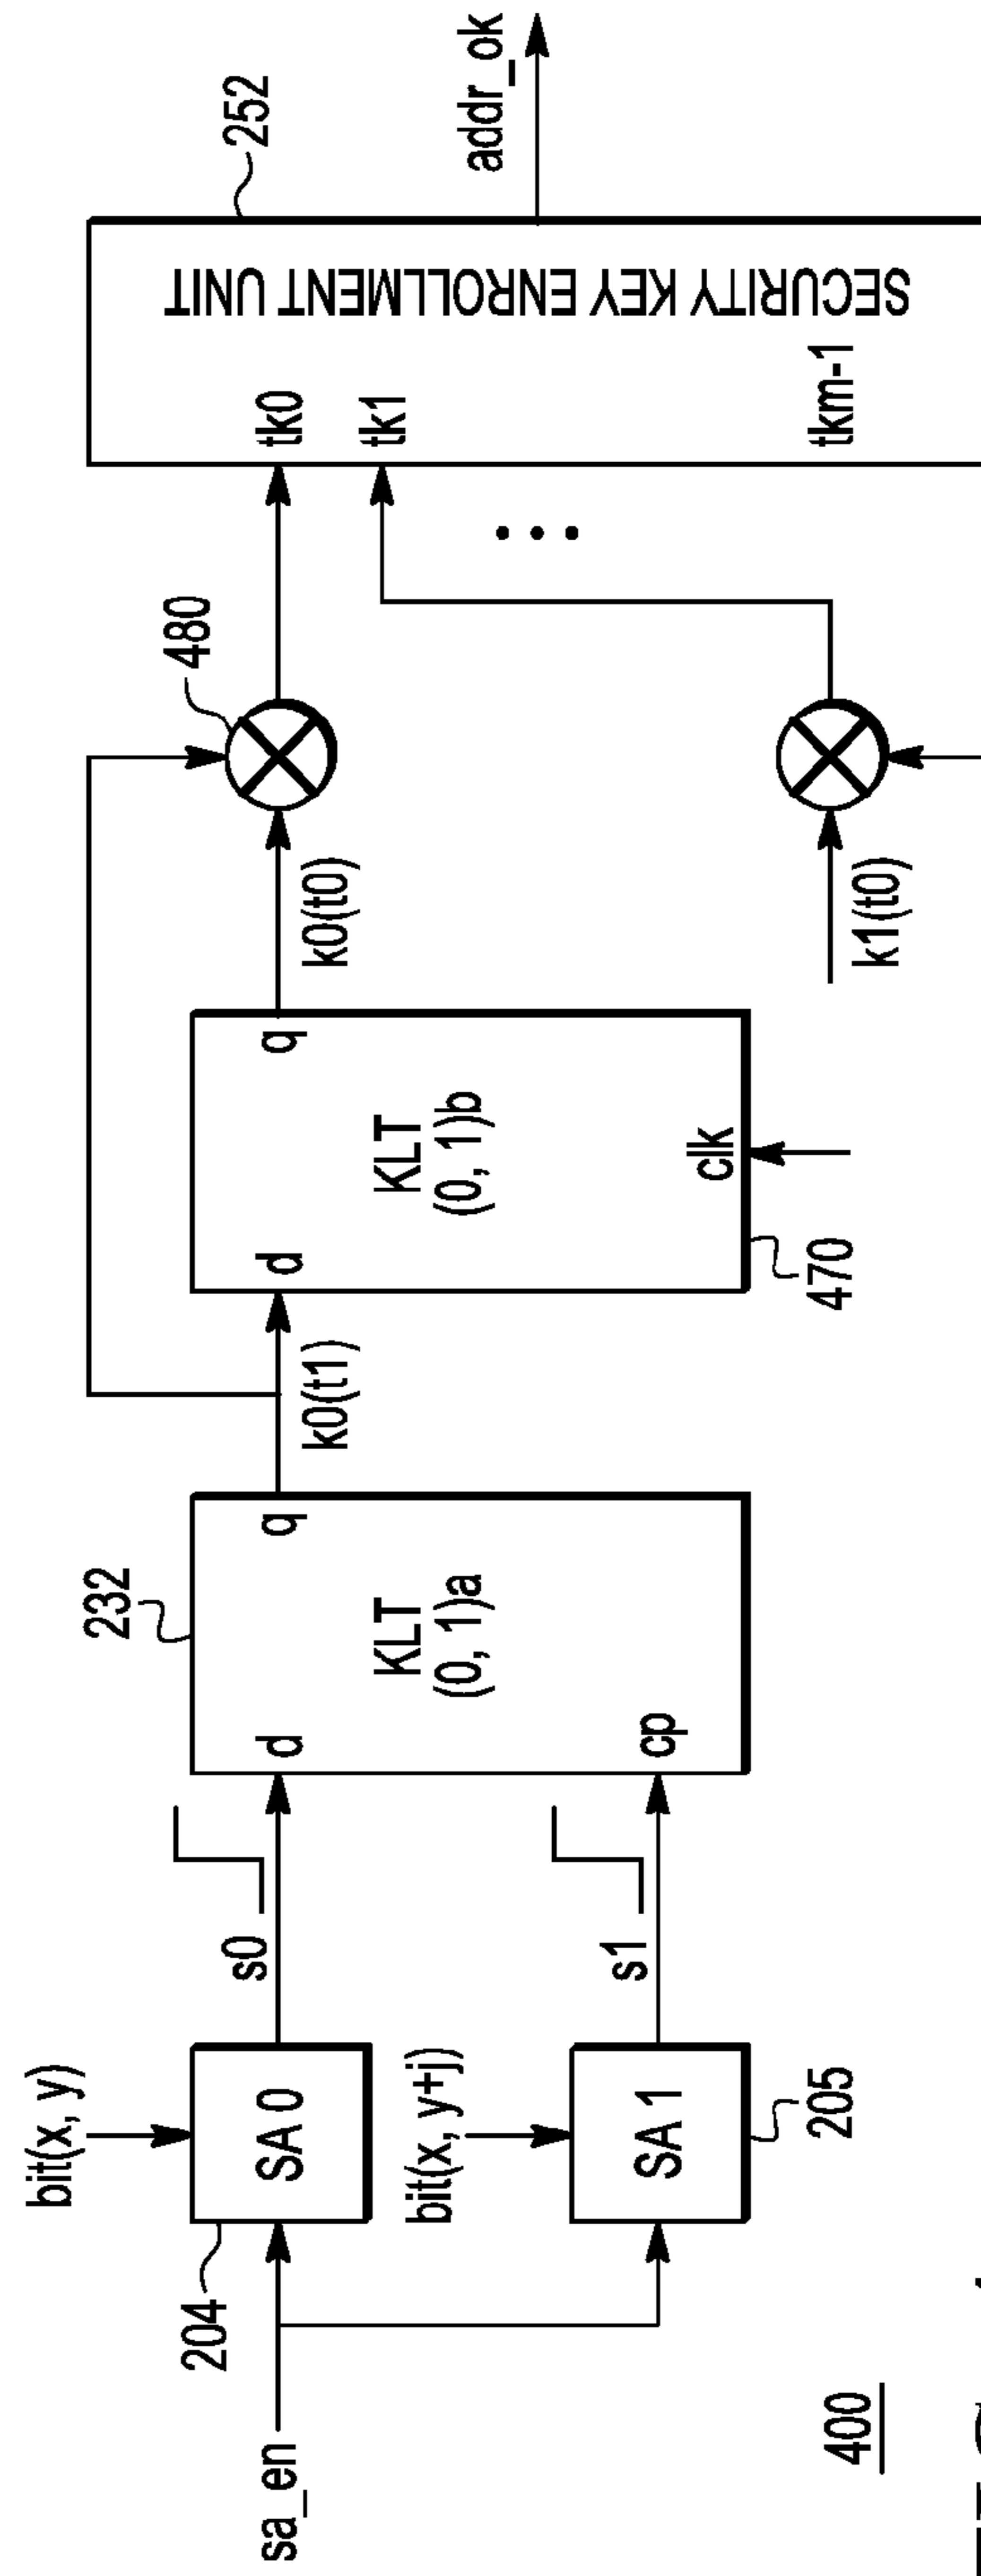 sa_en
204
bit(x, y)
SA 0
s0
bit(x, y+j)
SA 1
205
s1
232
d
q
KLT
(0, 1)a
cp
k0(t1)
d
q
KLT
(0, 1)b
clk
470
k0(t0)
480
k1(t0)
tk0
tk1
tkm-1
SECURITY KEY ENROLLMENT UNIT
252
addr_ok
400